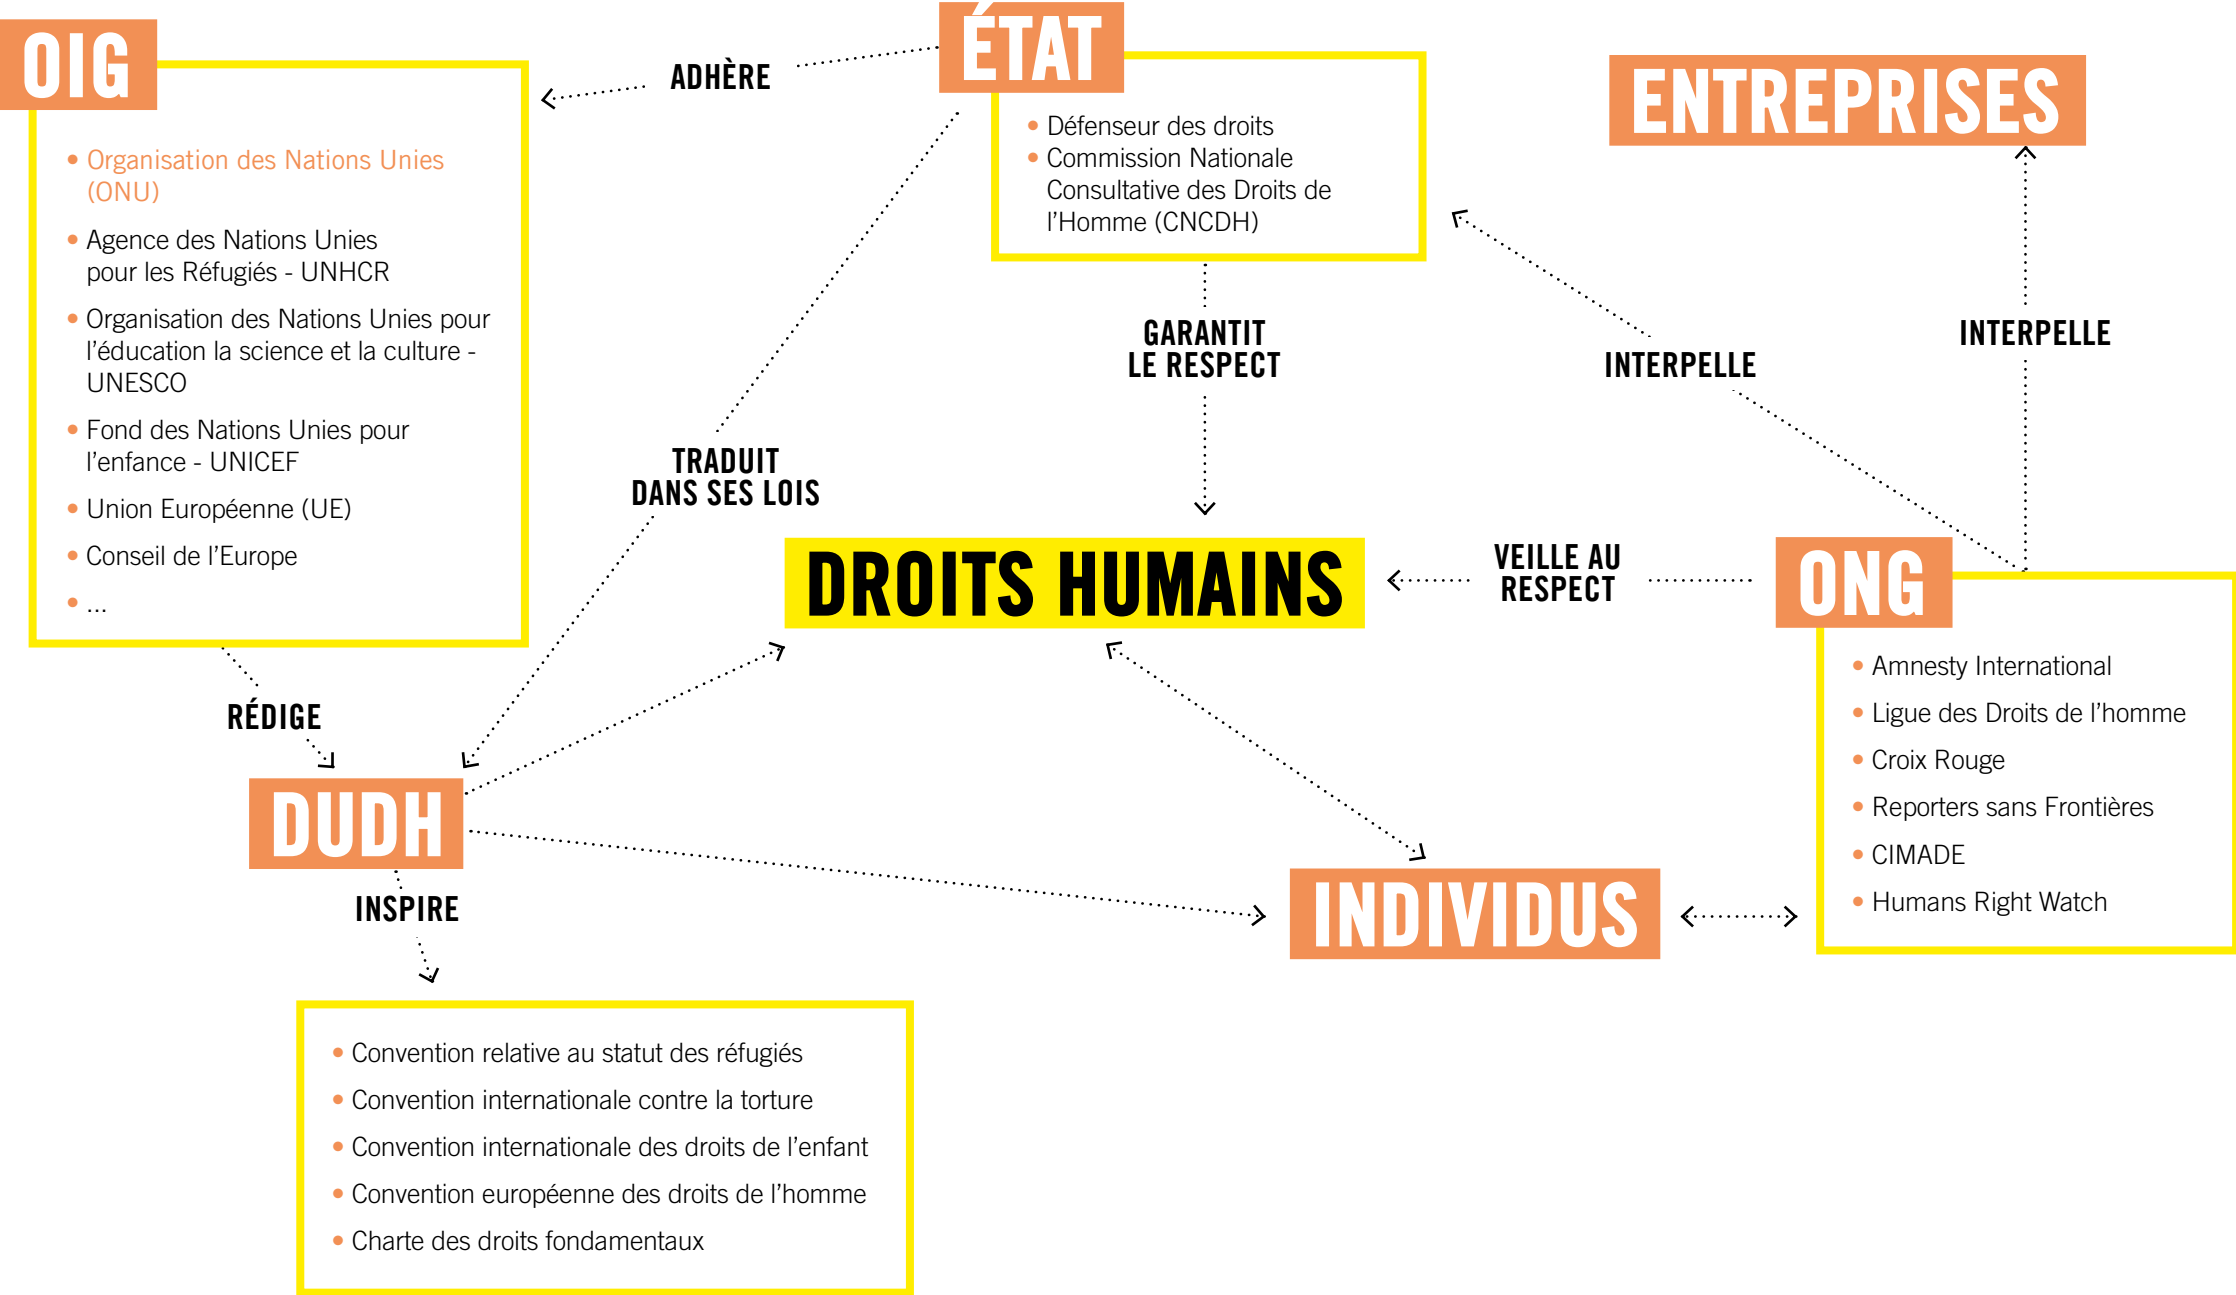 OIG
• Organisation des Nations Unies
(ONU)
• Agence des Nations Unies
pour les Réfugiés - UNHCR
• Organisation des Nations Unies pour
l’éducation la science et la culture -
UNESCO
• Fond des Nations Unies pour
l’enfance - UNICEF
• Union Européenne (UE)
• Conseil de l’Europe
• ...
ADHÈRE
ÉTAT
• Défenseur des droits
• Commission Nationale
Consultative des Droits de
l’Homme (CNCDH)
ENTREPRISES
GARANTIT
LE RESPECT
INTERPELLE
INTERPELLE
TRADUIT
DANS SES LOIS
DROITS HUMAINS
VEILLE AU
RESPECT
ONG
• Amnesty International
• Ligue des Droits de l’homme
• Croix Rouge
• Reporters sans Frontières
• CIMADE
• Humans Right Watch
RÉDIGE
DUDH
INSPIRE
INDIVIDUS
• Convention relative au statut des réfugiés
• Convention internationale contre la torture
• Convention internationale des droits de l’enfant
• Convention européenne des droits de l’homme
• Charte des droits fondamentaux